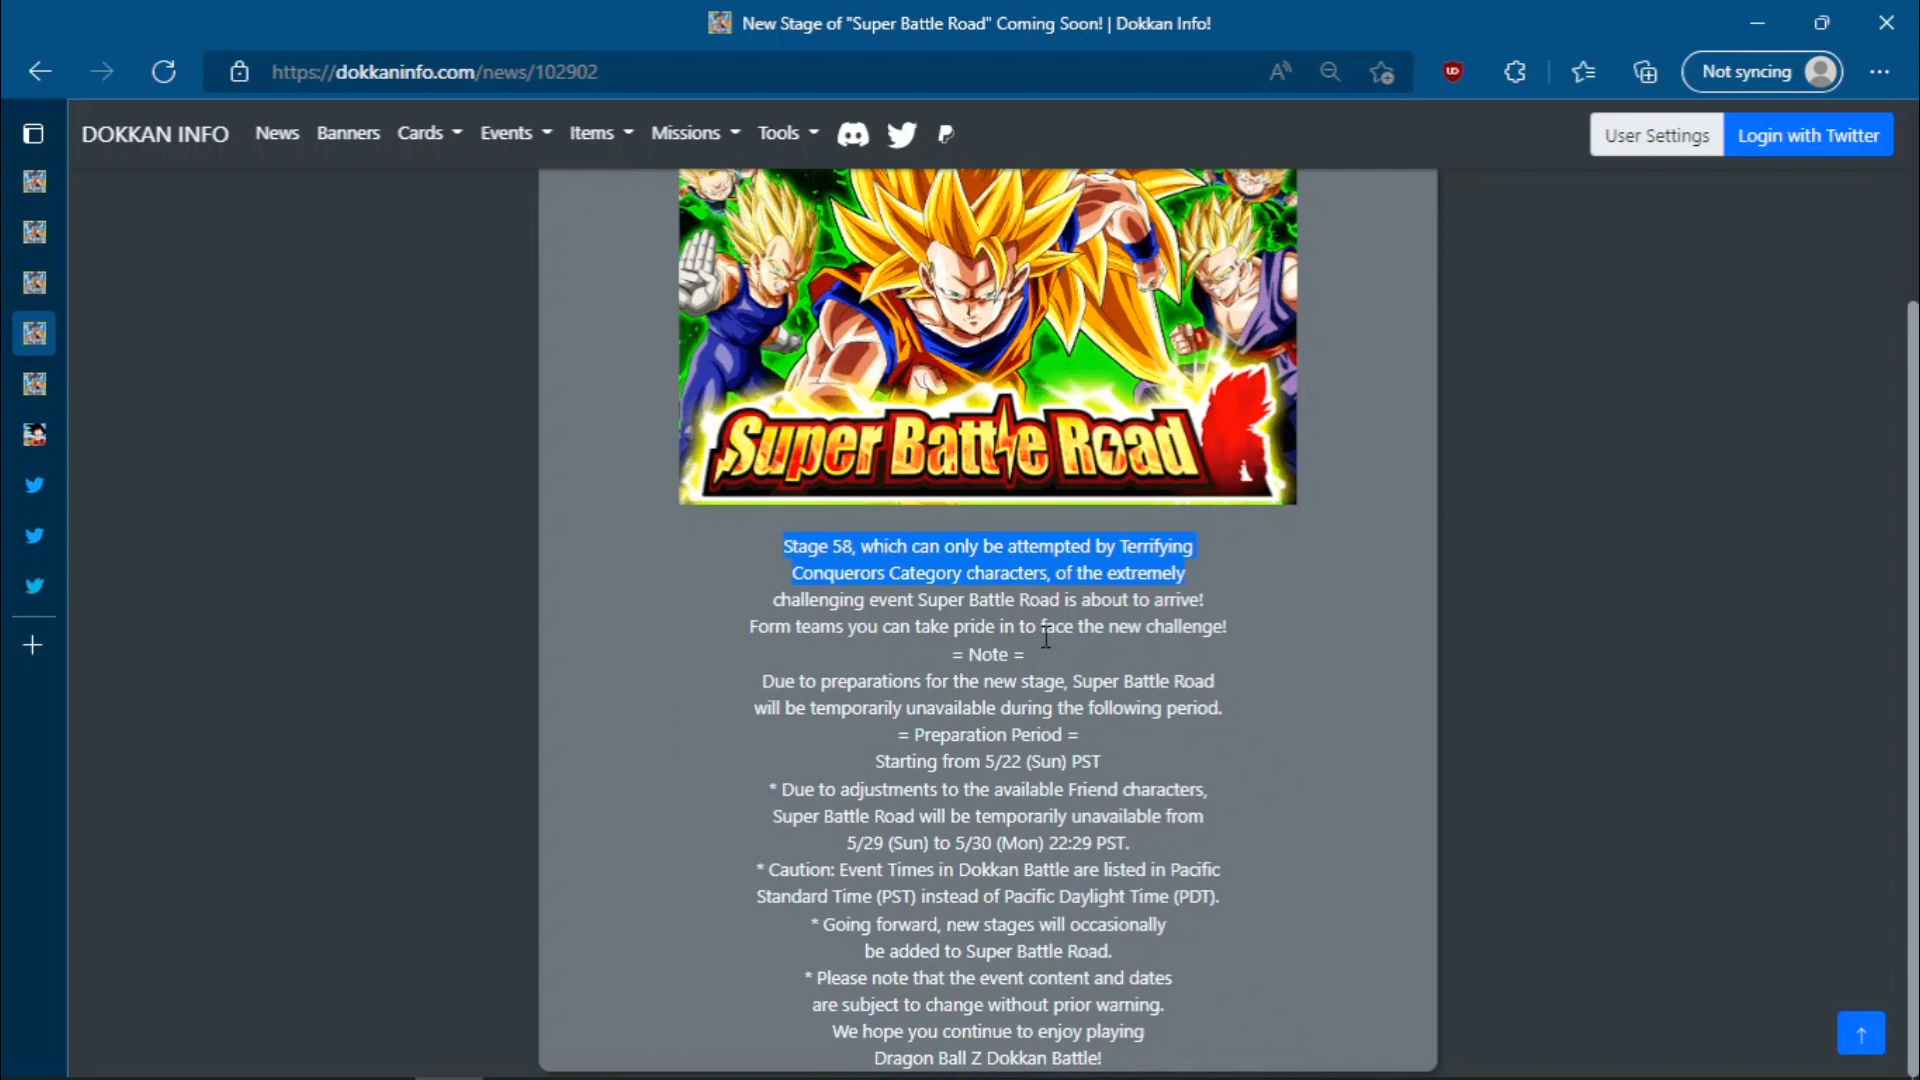 New Stage of "Super Battle Road" Coming Soon! | Dokkan Info!
https://dokkaninfo.com/news/102902
Not syncing
DOKKAN INFO
News
Banners
Cards
Events
Items
Missions
Tools
User Settings
Login with Twitter
Super Battle Road
Stage 58, which can only be attempted by Terrifying
Conquerors Category characters, of the extremely
challenging event Super Battle Road is about to arrive!
Form teams you can take pride in to face the new challenge!
= Note =
Due to preparations for the new stage, Super Battle Road
will be temporarily unavailable during the following period.
= Preparation Period =
Starting from 5/22 (Sun) PST
* Due to adjustments to the available Friend characters,
Super Battle Road will be temporarily unavailable from
5/29 (Sun) to 5/30 (Mon) 22:29 PST.
* Caution: Event Times in Dokkan Battle are listed in Pacific
Standard Time (PST) instead of Pacific Daylight Time (PDT).
* Going forward, new stages will occasionally
be added to Super Battle Road.
* Please note that the event content and dates
are subject to change without prior warning.
We hope you continue to enjoy playing
Dragon Ball Z Dokkan Battle!